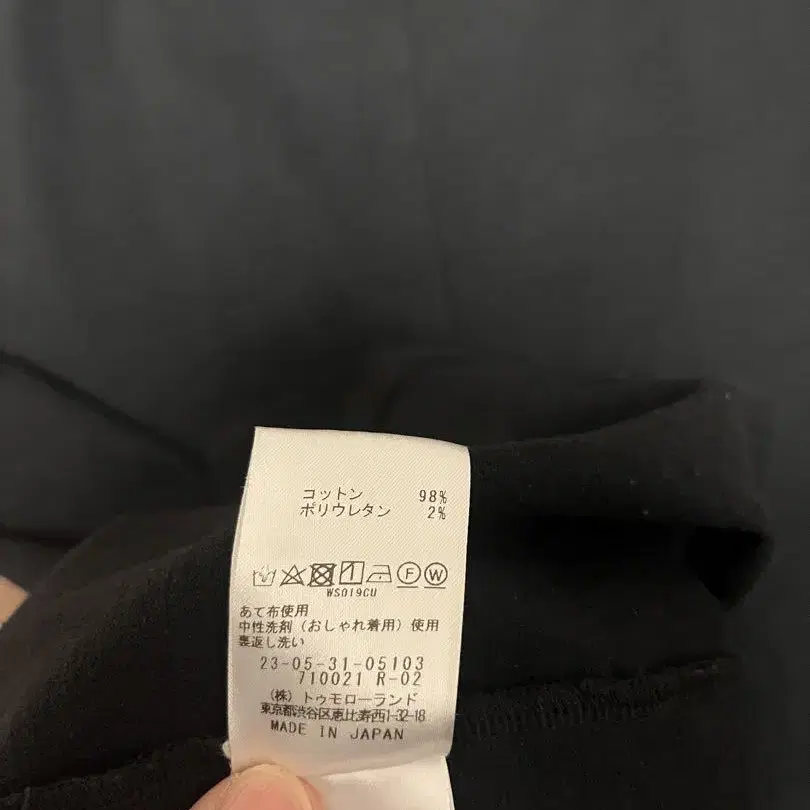 コットン 98%
ポリウレタン 2%
F W
WS019CU
あて布使用
中性洗剤(おしゃれ着用)使用
裏返し洗い
23-05-31-05103
710021 R-02
(株)トゥモローランド
東京都渋谷区恵比寿西1-32-18
MADE IN JAPAN